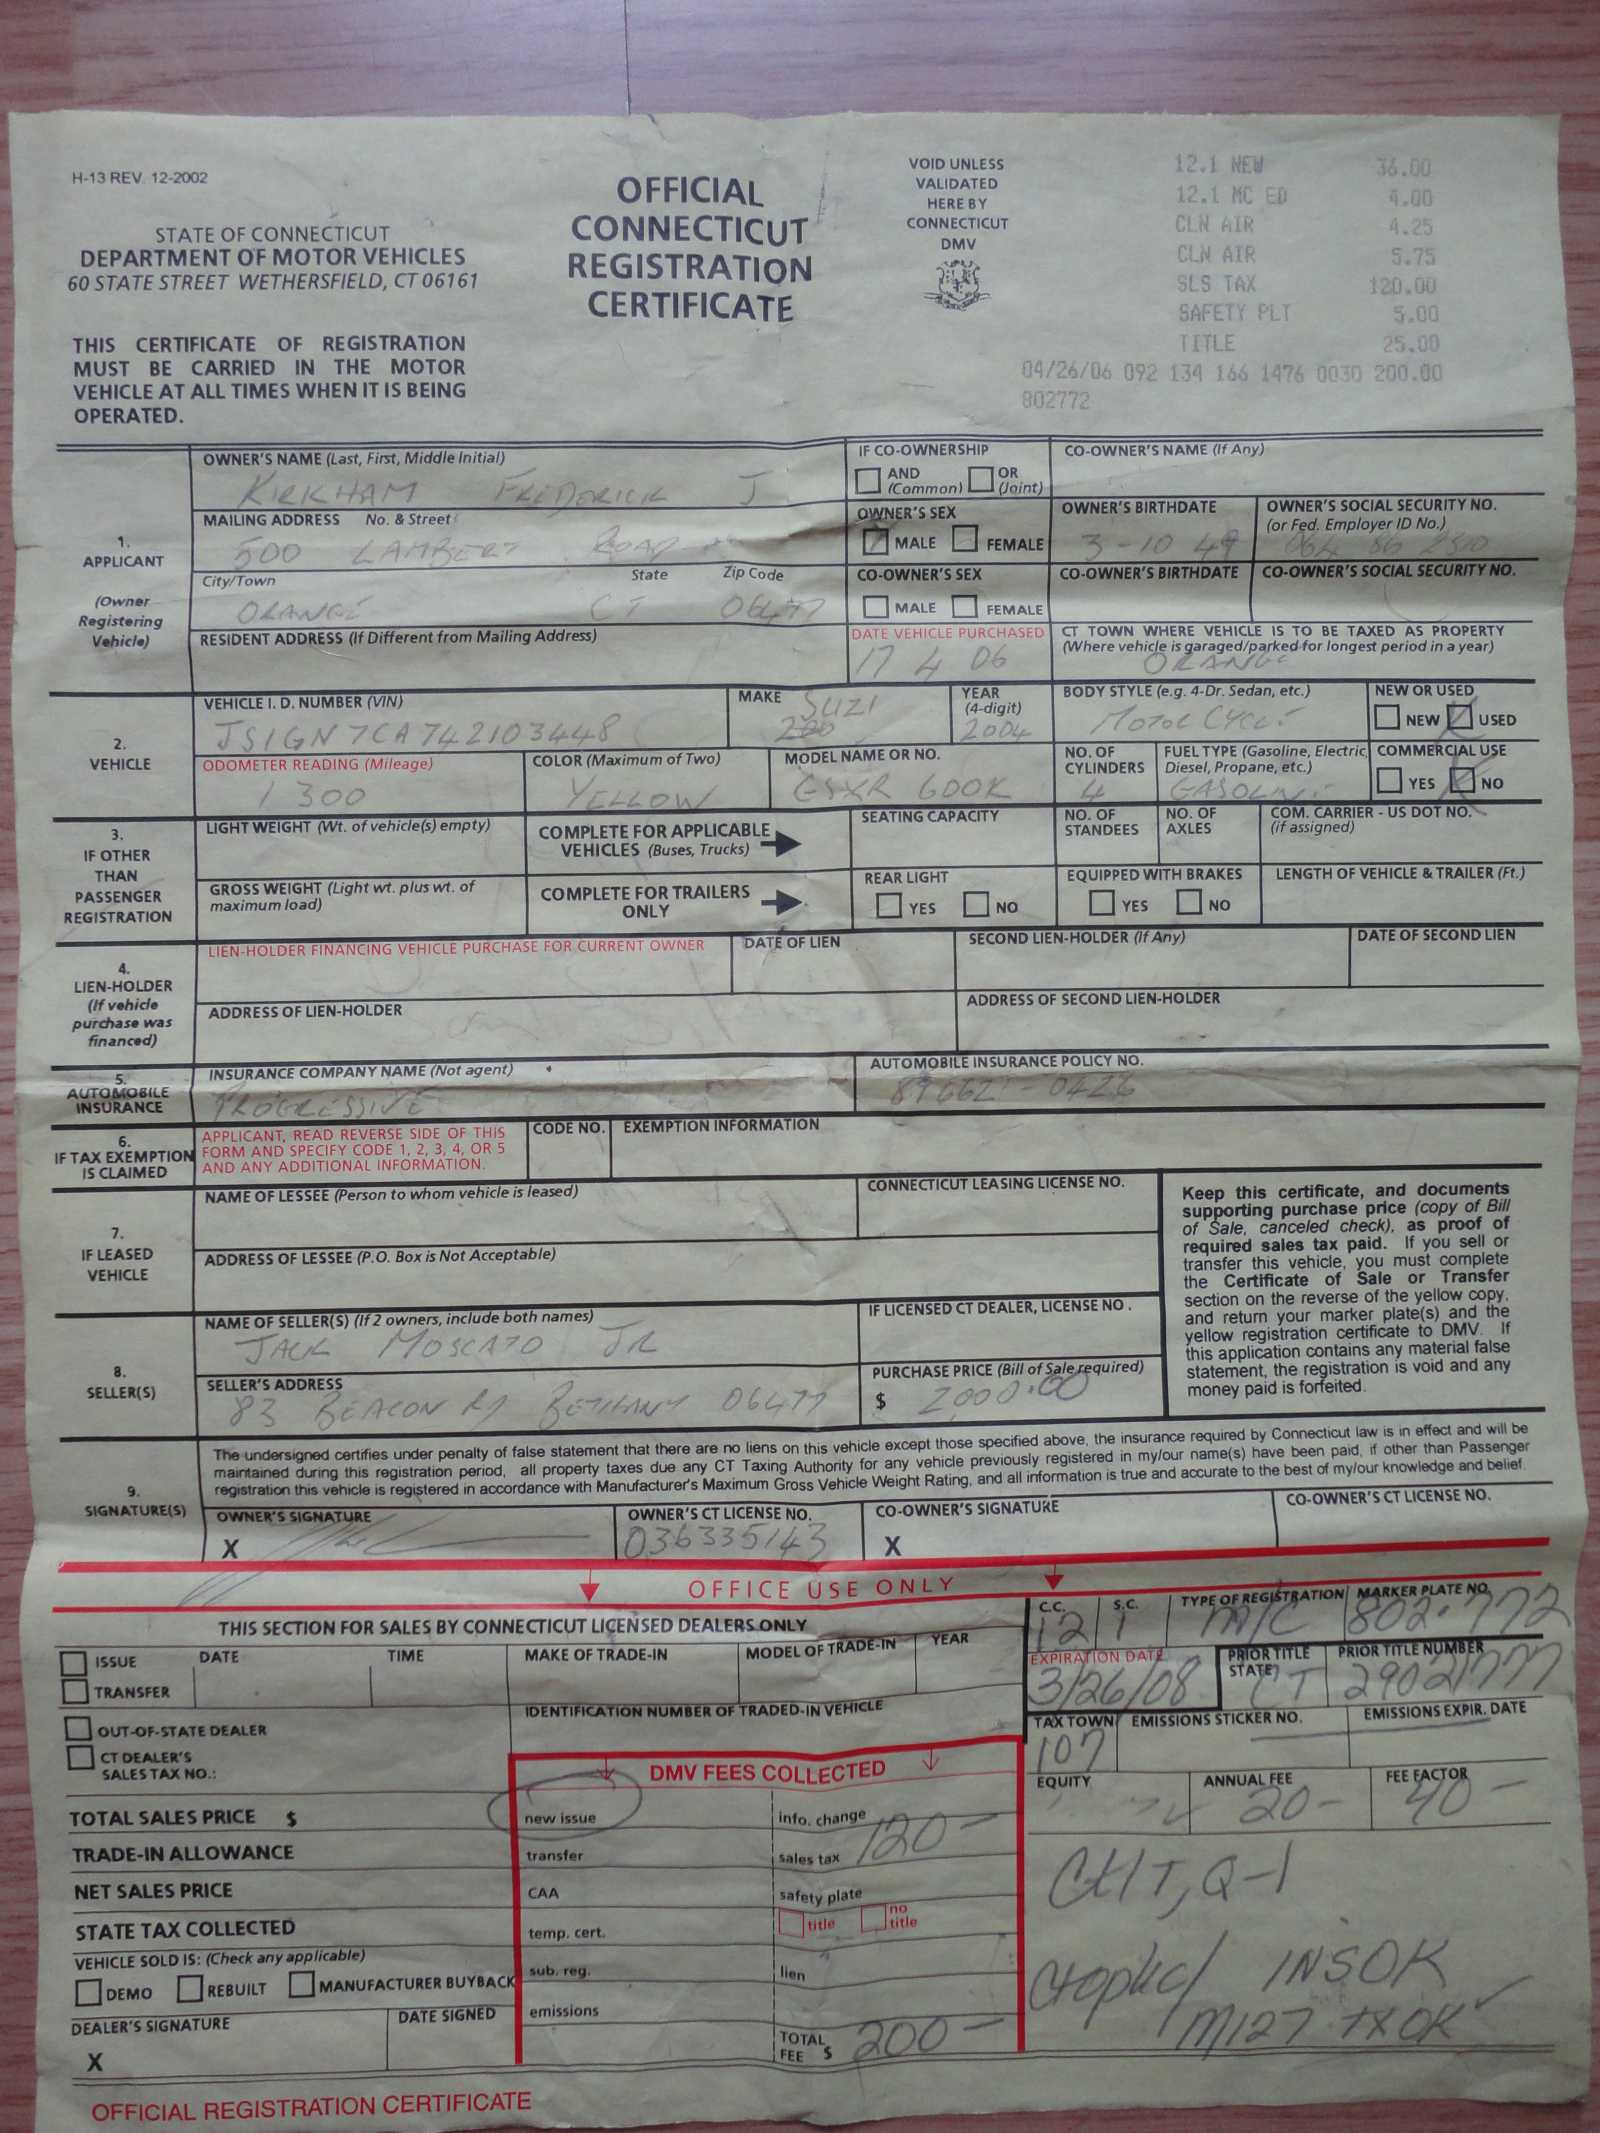 H-13 REV. 12-2002
STATE OF CONNECTICUT
DEPARTMENT OF MOTOR VEHICLES
60 STATE STREET WETHERSFIELD, CT 06161
THIS CERTIFICATE OF REGISTRATION
MUST BE CARRIED IN THE MOTOR
VEHICLE AT ALL TIMES WHEN IT IS BEING
OPERATED.
OFFICIAL
CONNECTICUT
REGISTRATION
CERTIFICATE
VOID UNLESS
VALIDATED
HERE BY
CONNECTICUT
DMV
12.1 NEW 36.00
12.1 MC ED 4.00
CLN AIR 4.25
CLN AIR 5.75
SLS TAX 120.00
SAFETY PLT 5.00
TITLE 25.00
04/26/06 092 134 166 1476 0030 200.00
802772
1.
APPLICANT
(Owner
Registering
Vehicle)
OWNER'S NAME (Last, First, Middle Initial)
KIRKHAM FREDERICK J
IF CO-OWNERSHIP
AND (Common) OR (Joint)
CO-OWNER'S NAME (If Any)
MAILING ADDRESS No. & Street
500 LAMBERT ROAD
OWNER'S SEX
MALE FEMALE
OWNER'S BIRTHDATE
3-10 49
OWNER'S SOCIAL SECURITY NO.
(or Fed. Employer ID No.)
City/Town State Zip Code
ORANGE CT 06477
CO-OWNER'S SEX
MALE FEMALE
CO-OWNER'S BIRTHDATE
CO-OWNER'S SOCIAL SECURITY NO.
RESIDENT ADDRESS (If Different from Mailing Address)
DATE VEHICLE PURCHASED
17 4 06
CT TOWN WHERE VEHICLE IS TO BE TAXED AS PROPERTY
(Where vehicle is garaged/parked for longest period in a year)
ORANGE
2.
VEHICLE
VEHICLE I. D. NUMBER (VIN)
JSIGN7CA742103448
MAKE
SUZI
YEAR
(4-digit)
2004
BODY STYLE (e.g. 4-Dr. Sedan, etc.)
MOTOR CYCLE
NEW OR USED
NEW USED
ODOMETER READING (Mileage)
1300
COLOR (Maximum of Two)
YELLOW
MODEL NAME OR NO.
GSXR 600K
NO. OF
CYLINDERS
4
FUEL TYPE (Gasoline, Electric,
Diesel, Propane, etc.)
GASOLINE
COMMERCIAL USE
YES NO
3.
IF OTHER
THAN
PASSENGER
REGISTRATION
LIGHT WEIGHT (Wt. of vehicle(s) empty)
COMPLETE FOR APPLICABLE
VEHICLES (Buses, Trucks)
SEATING CAPACITY
NO. OF
STANDEES
NO. OF
AXLES
COM. CARRIER - US DOT NO.
(if assigned)
GROSS WEIGHT (Light wt. plus wt. of
maximum load)
COMPLETE FOR TRAILERS
ONLY
REAR LIGHT
YES NO
EQUIPPED WITH BRAKES
YES NO
LENGTH OF VEHICLE & TRAILER (Ft.)
4.
LIEN-HOLDER
(If vehicle
purchase was
financed)
LIEN-HOLDER FINANCING VEHICLE PURCHASE FOR CURRENT OWNER
DATE OF LIEN
SECOND LIEN-HOLDER (If Any)
DATE OF SECOND LIEN
ADDRESS OF LIEN-HOLDER
ADDRESS OF SECOND LIEN-HOLDER
5.
AUTOMOBILE
INSURANCE
INSURANCE COMPANY NAME (Not agent)
PROGRESSIVE
AUTOMOBILE INSURANCE POLICY NO.
6.
IF TAX EXEMPTION
IS CLAIMED
APPLICANT, READ REVERSE SIDE OF THIS
FORM AND SPECIFY CODE 1, 2, 3, 4, OR 5
AND ANY ADDITIONAL INFORMATION.
CODE NO.
EXEMPTION INFORMATION
7.
IF LEASED
VEHICLE
NAME OF LESSEE (Person to whom vehicle is leased)
CONNECTICUT LEASING LICENSE NO.
ADDRESS OF LESSEE (P.O. Box is Not Acceptable)
Keep this certificate, and documents
supporting purchase price (copy of Bill
of Sale, canceled check), as proof of
required sales tax paid. If you sell or
transfer this vehicle, you must complete
the Certificate of Sale or Transfer
section on the reverse of the yellow copy,
and return your marker plate(s) and the
yellow registration certificate to DMV. If
this application contains any material false
statement, the registration is void and any
money paid is forfeited.
8.
SELLER(S)
NAME OF SELLER(S) (If 2 owners, include both names)
JACK MOSCATO JR
IF LICENSED CT DEALER, LICENSE NO.
SELLER'S ADDRESS
83 BEACON RD BETHANY 06477
PURCHASE PRICE (Bill of Sale required)
$ 2,000.00
9.
SIGNATURE(S)
The undersigned certifies under penalty of false statement that there are no liens on this vehicle except those specified above, the insurance required by Connecticut law is in effect and will be
maintained during this registration period, all property taxes due any CT Taxing Authority for any vehicle previously registered in my/our name(s) have been paid, if other than Passenger
registration this vehicle is registered in accordance with Manufacturer's Maximum Gross Vehicle Weight Rating, and all information is true and accurate to the best of my/our knowledge and belief.
OWNER'S SIGNATURE
X
OWNER'S CT LICENSE NO.
036335143
CO-OWNER'S SIGNATURE
X
CO-OWNER'S CT LICENSE NO.
OFFICE USE ONLY
THIS SECTION FOR SALES BY CONNECTICUT LICENSED DEALERS ONLY
C.C.
12
S.C.
1
TYPE OF REGISTRATION
M/C
MARKER PLATE NO.
802.772
ISSUE
TRANSFER
DATE
TIME
MAKE OF TRADE-IN
MODEL OF TRADE-IN
YEAR
EXPIRATION DATE
3/26/08
PRIOR TITLE
STATE
CT
PRIOR TITLE NUMBER
IDENTIFICATION NUMBER OF TRADED-IN VEHICLE
OUT-OF-STATE DEALER
CT DEALER'S
SALES TAX NO.:
TAX TOWN
107
EMISSIONS STICKER NO.
EMISSIONS EXPIR. DATE
EQUITY
ANNUAL FEE
20-
FEE FACTOR
40-
DMV FEES COLLECTED
TOTAL SALES PRICE $
TRADE-IN ALLOWANCE
NET SALES PRICE
STATE TAX COLLECTED
VEHICLE SOLD IS: (Check any applicable)
DEMO REBUILT MANUFACTURER BUYBACK
DEALER'S SIGNATURE
X
DATE SIGNED
new issue
transfer
CAA
temp. cert.
sub. reg.
emissions
info. change
sales tax 120-
safety plate
title no title
lien
TOTAL
FEE $ 200-
INSOK
M127 TXOK
OFFICIAL REGISTRATION CERTIFICATE